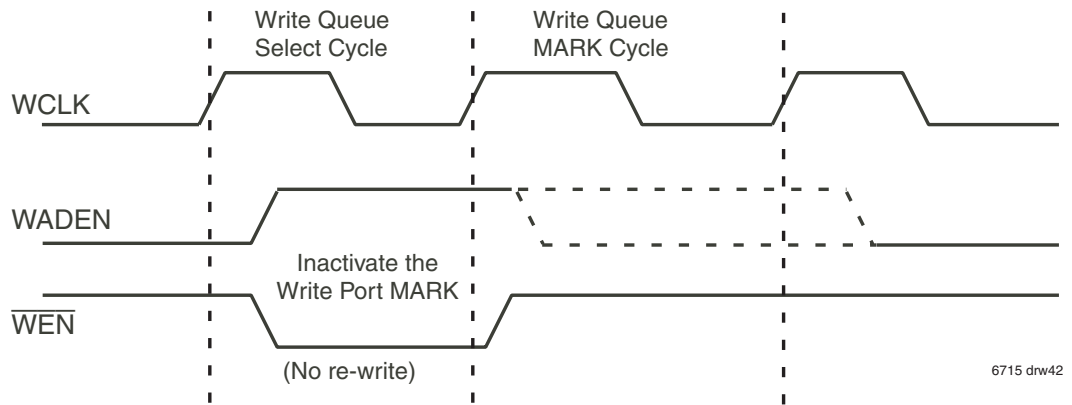 Write Queue
Select Cycle
Write Queue
MARK Cycle
WCLK
WADEN
Inactivate the
Write Port MARK
WEN
(No re-write)
6715 drw42